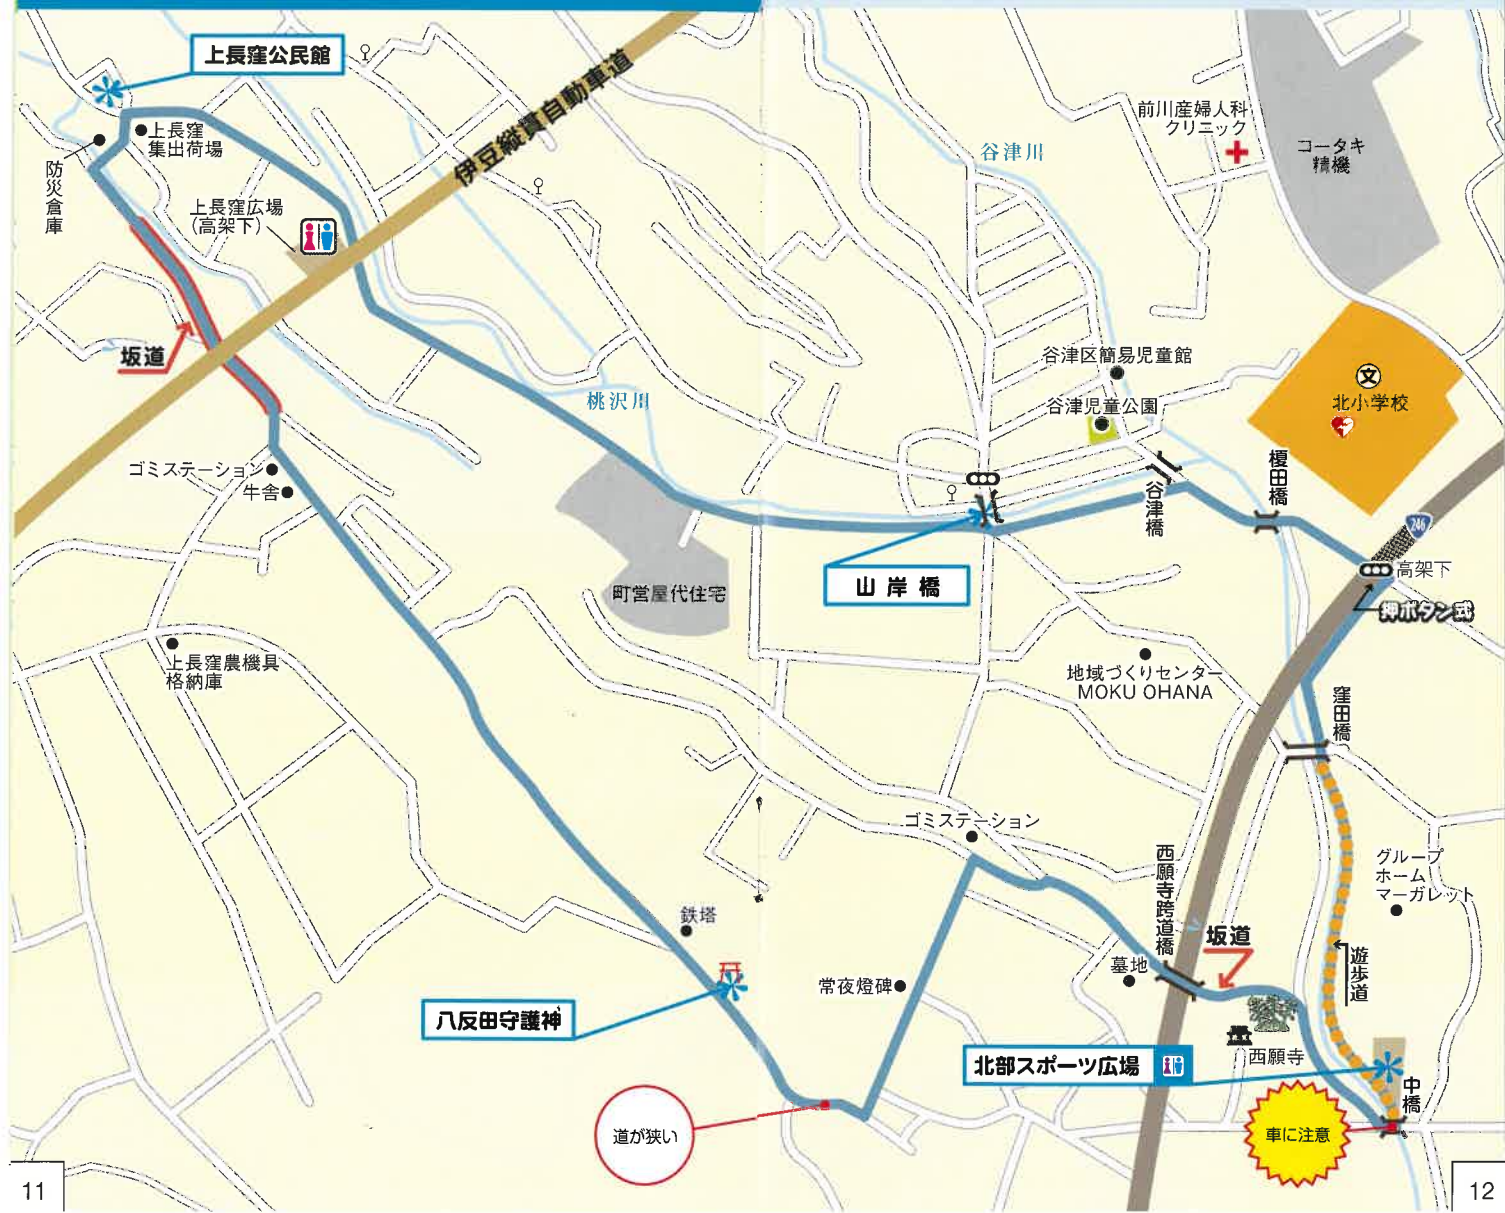 上長窪公民館
伊豆縦貫自動車道
上長窪
集出荷場
防災倉庫
上長窪広場
(高架下)
坂道
桃沢川
谷津川
前川産婦人科
クリニック
コータキ
精機
谷津区簡易児童館
谷津児童公園
文
北小学校
榎田橋
谷津橋
246
高架下
押ボタン式
山岸橋
ゴミステーション
牛舎
町営屋代住宅
上長窪農機具
格納庫
地域づくりセンター
MOKU OHANA
窪田橋
ゴミステーション
西願寺跨道橋
グループ
ホーム
マーガレット
鉄塔
坂道
墓地
遊歩道
常夜燈碑
八反田守護神
西願寺
北部スポーツ広場
中橋
道が狭い
車に注意
11
12